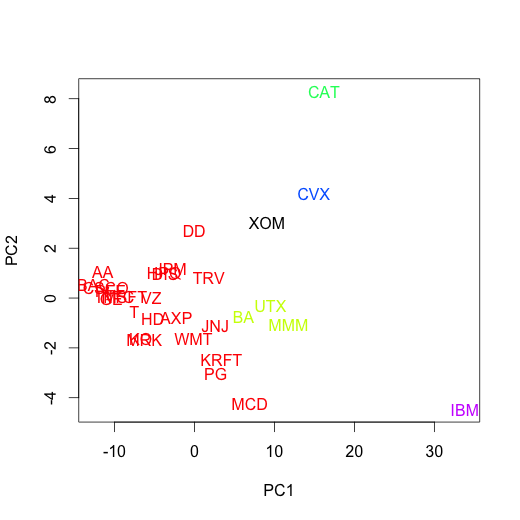 CAT
8
6
CVX
4
XOM
DD
PC2
2
AA
JPM
DIS
TRV
0
VZ
UTX
T
HD
AXP
BA
JNJ
MMM
MRK
WMT
-2
KRFT
PG
MCD
-4
IBM
-10
0
10
20
30
PC1